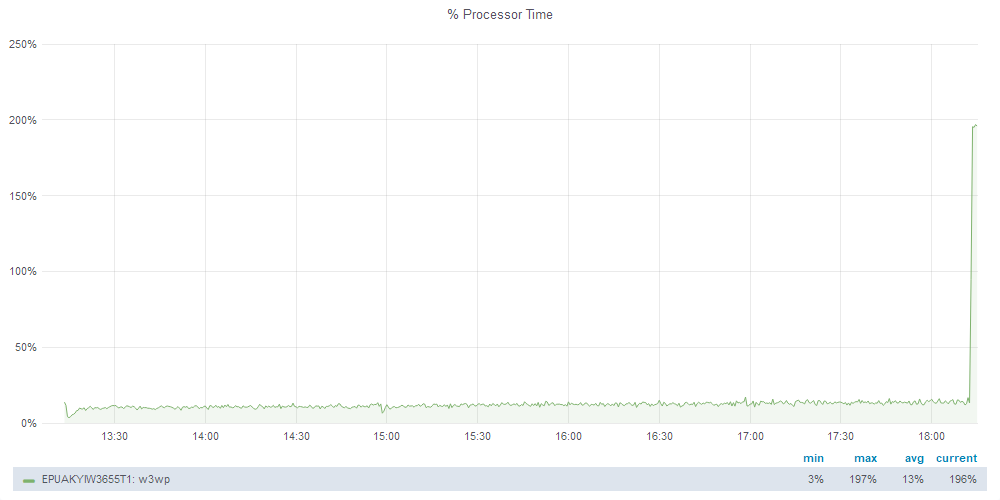 % Processor Time
250%
200%
150%
100%
50%
0%
13:30 14:00 14:30 15:00 15:30 16:00 16:30 17:00 17:30 18:00
min max avg current
EPUAKYIW3655T1: w3wp 3% 197% 13% 196%